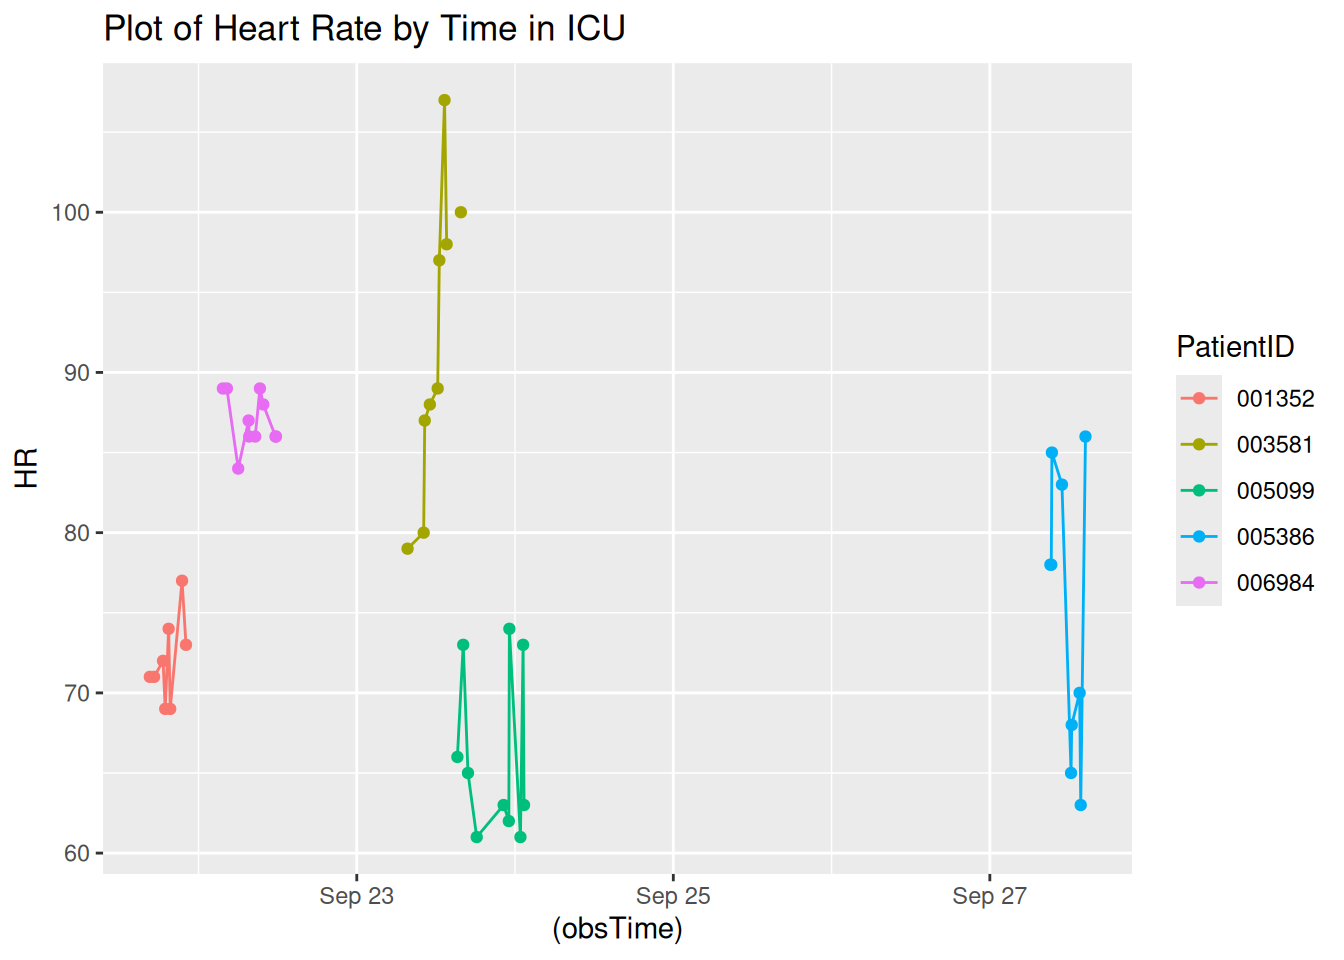 Plot of Heart Rate by Time in ICU
HR
100
90
80
70
60
Sep 23
Sep 25
Sep 27
(obsTime)
PatientID
001352
003581
005099
005386
006984